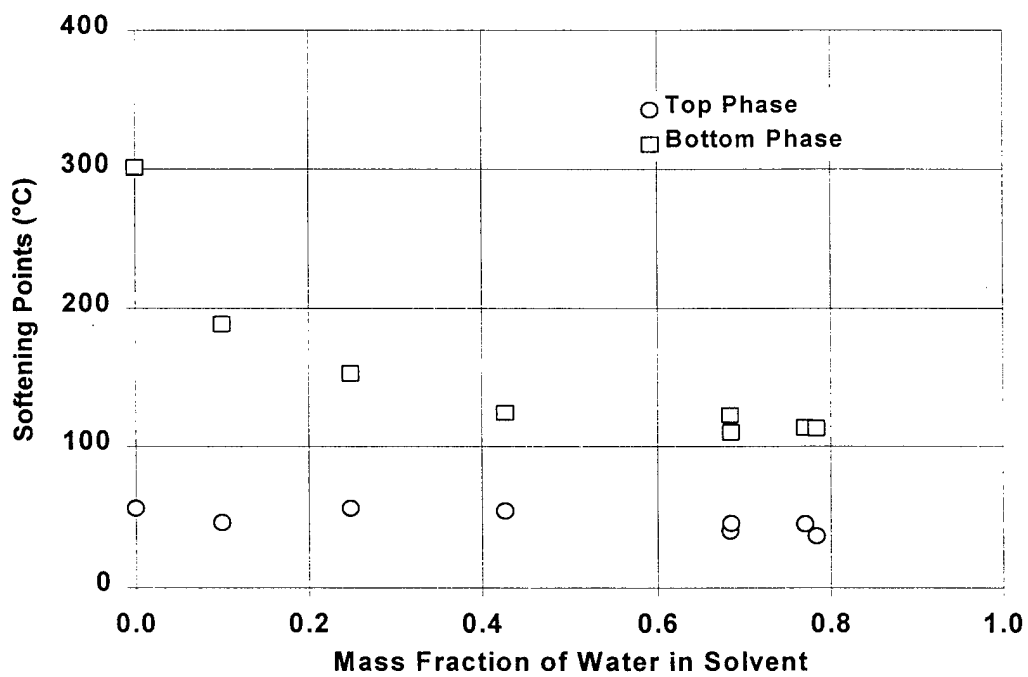 400
300
200
100
0
Softening Points (°C)
Top Phase
Bottom Phase
0.0 0.2 0.4 0.6 0.8 1.0
Mass Fraction of Water in Solvent